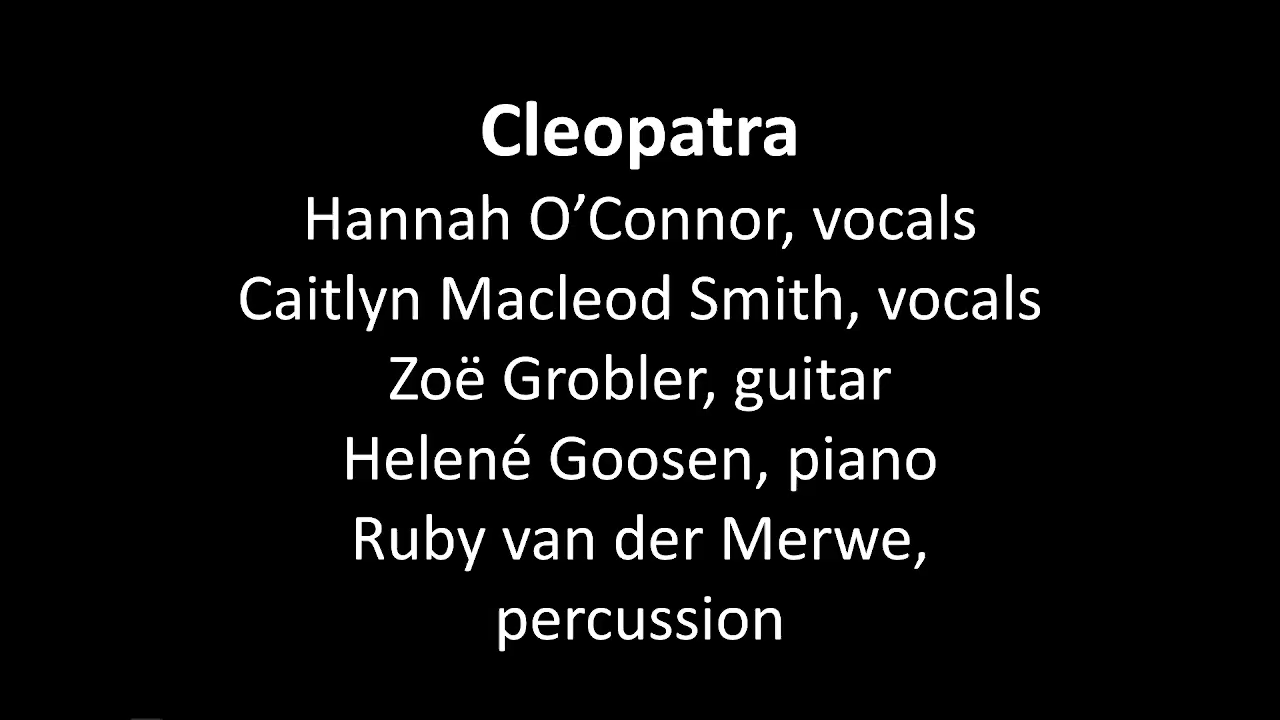 Cleopatra
Hannah O’Connor, vocals
Caitlyn Macleod Smith, vocals
Zoë Grobler, guitar
Helené Goosen, piano
Ruby van der Merwe,
percussion